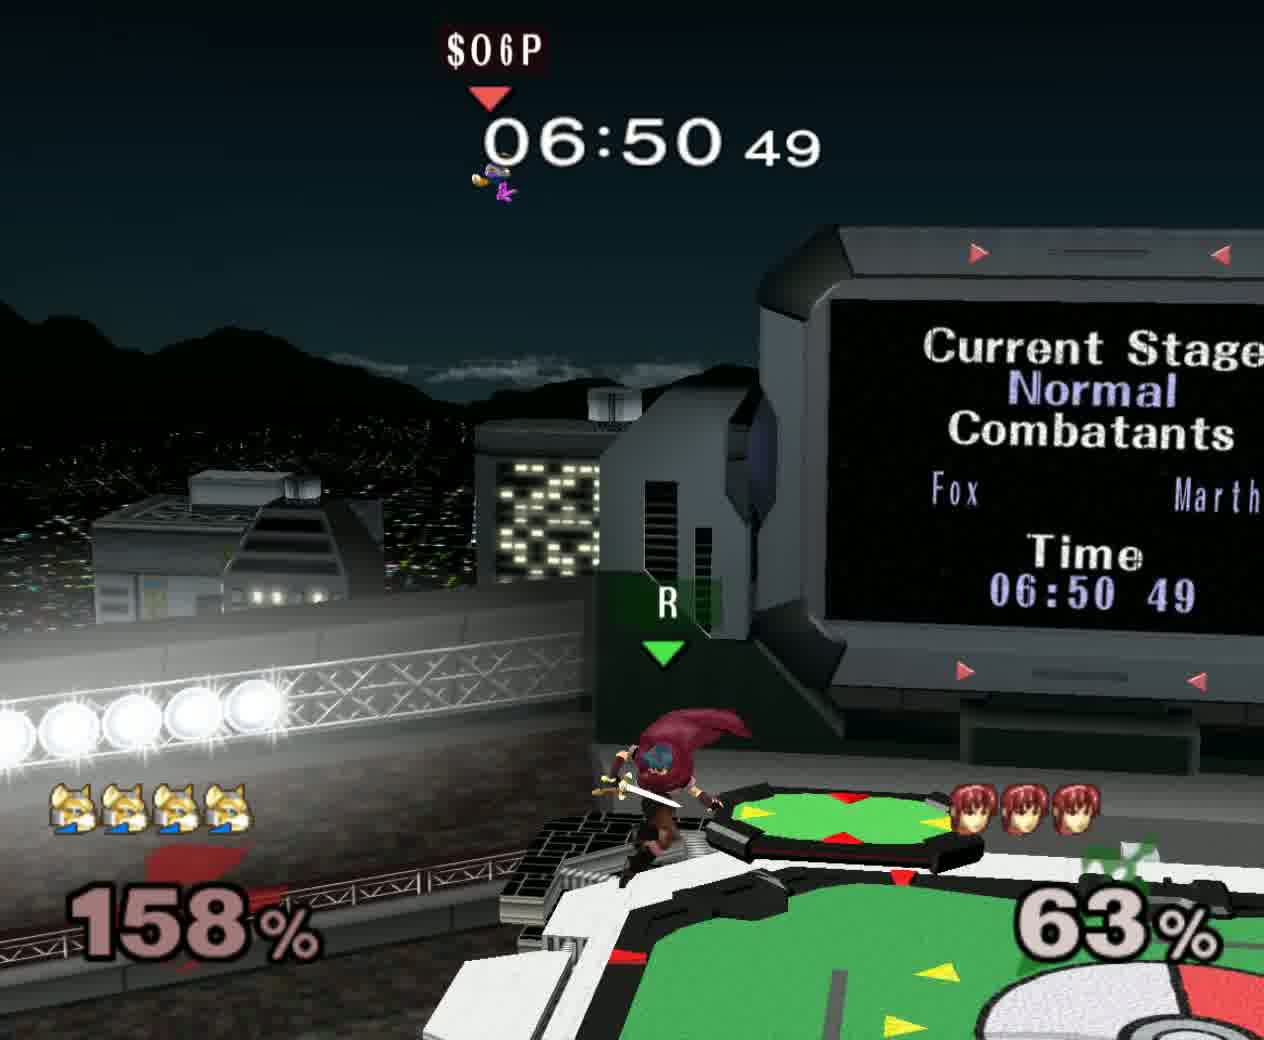 $06P
06:50 49
Current Stage
Normal
Combatants
Fox Marth
Time
06:50 49
R
158%
63%